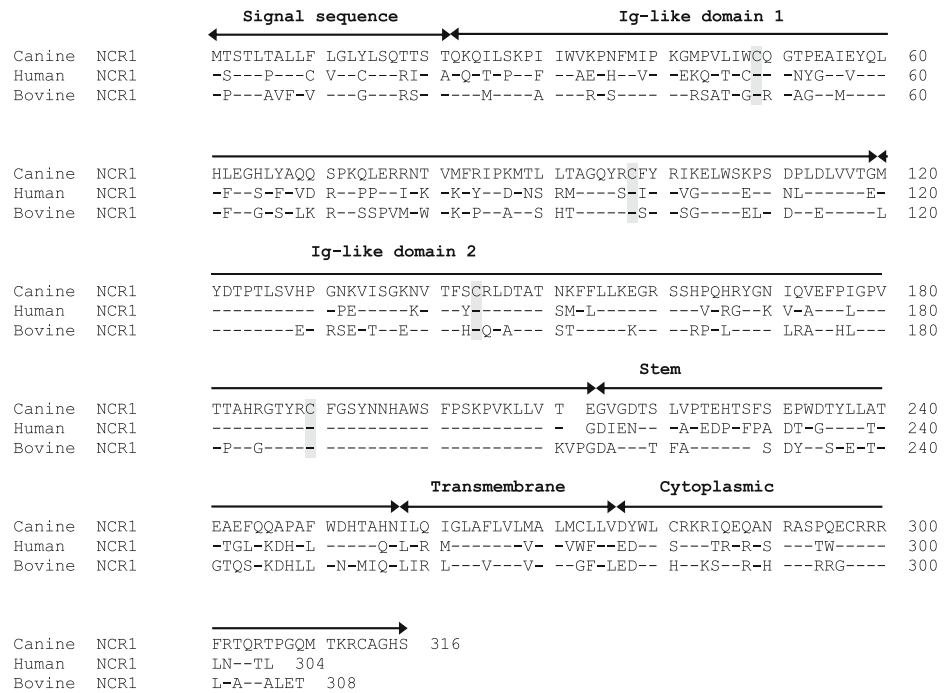 Signal sequence Ig-like domain 1
Canine NCR1 MTSTLTALLF LGLYLSQTTS TQKQILSKPI IWVKPNFMIP KGMPVLIWCQ GTPEAIEYQL 60
Human NCR1 -S---P---C V--C---RI- A-QT-P--F- -AE-H--V-- -EKQ-T-C-- -NYG--V--- 60
Bovine NCR1 -P---AVF-V ---G---RS- ----M----A ---R-S---- ---RSAT-G-R -AG--M---- 60
HLEGHLYAQQ SPKQLERRNT VMFRIPKMTL LTAGQYRCFY RIKELWSKPS DPLDLVVTGM 120
Human NCR1 -F--S-F-VD R--PP---I- K--Y--D-NS RM----S-I- --VG---E-- NL------E- 120
Bovine NCR1 -F--G-S-LK R--SSPVM-W -K-P--A--S HT------S- -SG----EL- -D--E----L 120
Ig-like domain 2
Canine NCR1 YDTPTLSVHP GNKVISGKNV TFSCRLDTAT NKFFLLKEGR SSHPQHRYGN IQVEFPIGPV 180
Human NCR1 ---------- -PE----K-- --Y------- SM-L------ -V-RG---K V-A---L--- 180
Bovine NCR1 --------E- RSE-T--E-- --H-Q-A--- ST----K--- --RP-L---- -LRA--HL-- 180
Stem
Canine NCR1 TTAHRGTYRC FGSYNNHAWS FPSKPVKLLV T EGVGDTS LVPTEHTSFS EPWDTYLLAT 240
Human NCR1 ---------- ---------- ---------- - GDIEN-- -A-EDP-FPA DT-G----T- 240
Bovine NCR1 -P--G----- ---------- ---------- KVPGDA--T FA------S DY--S-E-T- 240
Transmembrane Cytoplasmic
Canine NCR1 EAEFQQAPAF WDHTAHNILQ IGLAFLVLMA LMCLLVDYWL CRKRIQEQAN RASPQECRRR 300
Human NCR1 -TGL-KDH-L -------Q-L-R M------V-- VWF--ED--- S---TR-R-S ---TW----- 300
Bovine NCR1 GTQS-KDHLL -N-MIQ-LIR L---V---V- --GF-LED-- H--KS--R-H ---RRG---- 300
Canine NCR1 FRTQRTPGQM TKRCAGHS 316
Human NCR1 LN--TL 304
Bovine NCR1 L-A--ALET 308